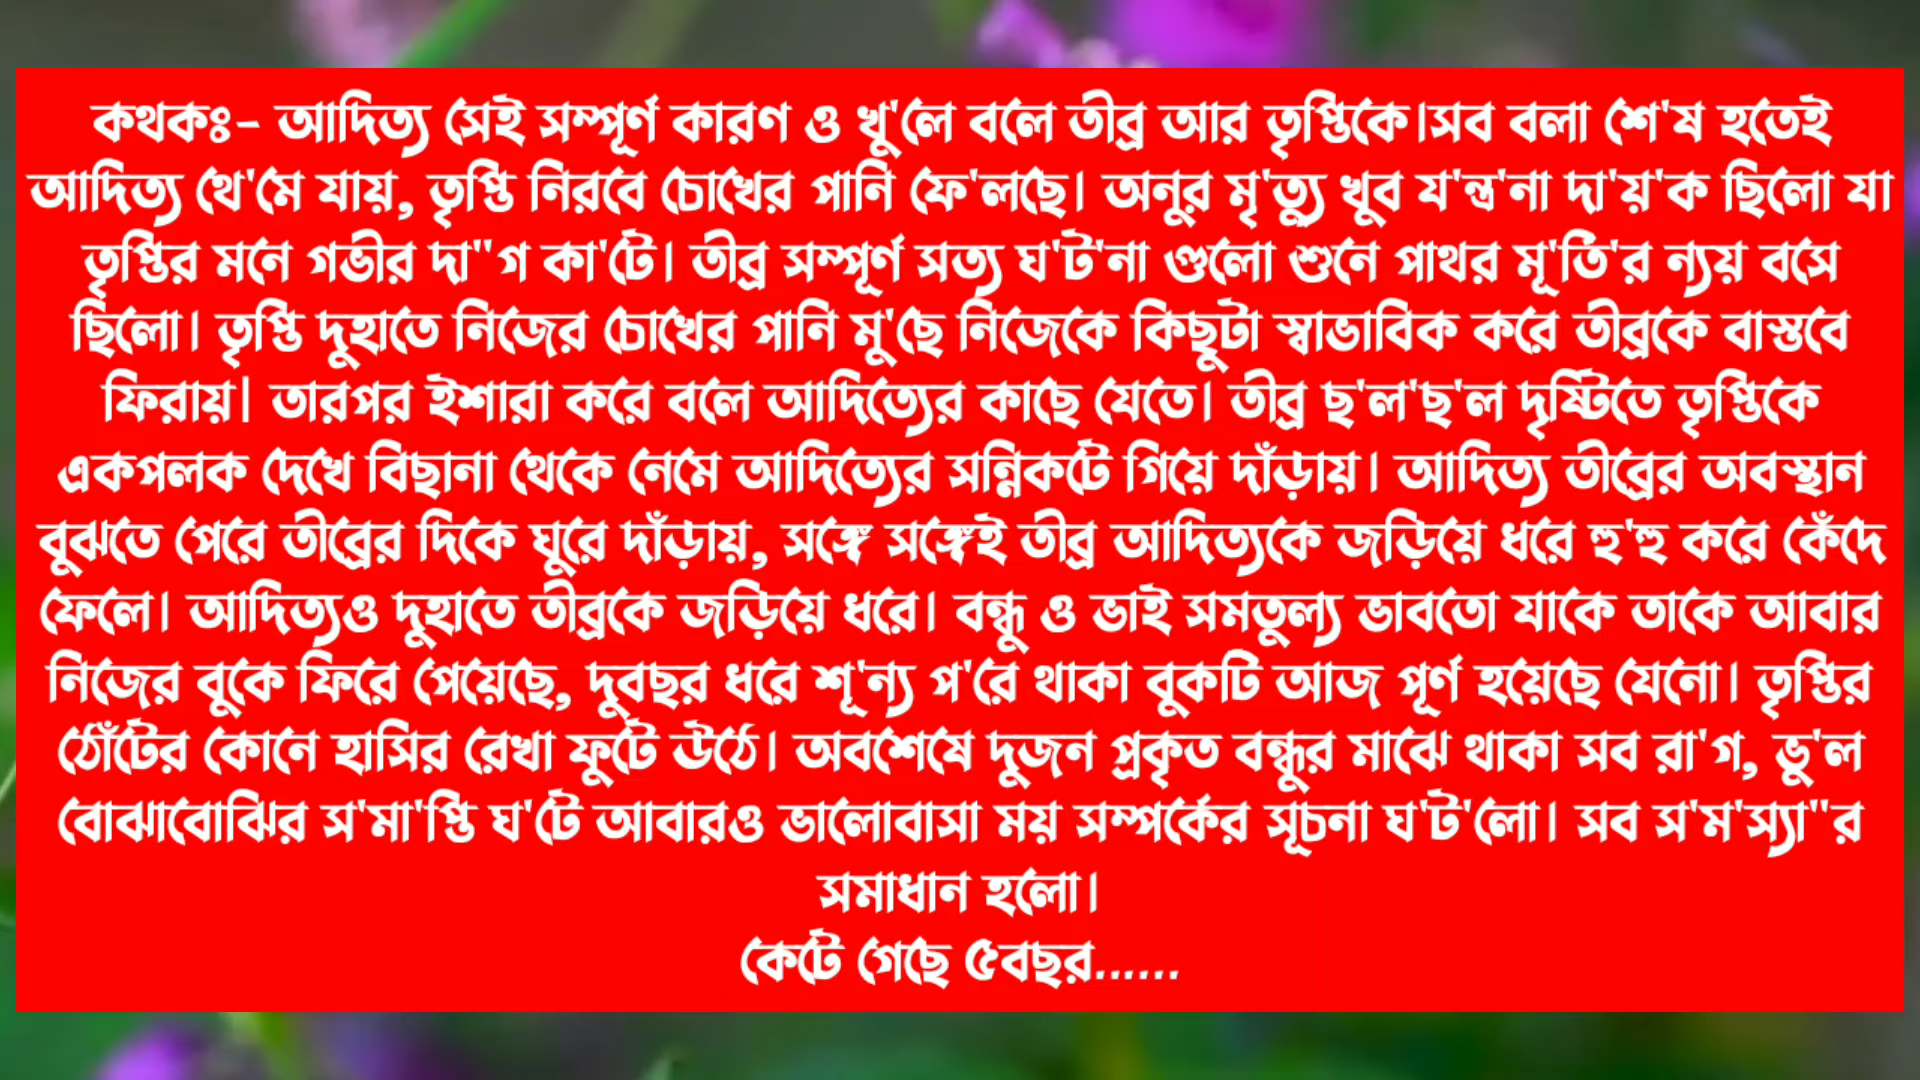 কথকঃ- আদিত্য সেই সম্পূর্ণ কারণ ও খু'লে বলে তীব্র আর তৃপ্তিকে।সব বলা শে'ষ হতেই
আদিত্য থে'মে যায়, তৃপ্তি নিরবে চোখের পানি ফে'লছে। অনুর মৃ'ত্যু খুব য'ন্ত্র'না দা'য়'ক ছিলো যা
তৃপ্তির মনে গভীর দা"গ কা'টে। তীব্র সম্পূর্ণ সত্য ঘ'ট'না গুলো শুনে পাথর মূ'র্তি'র ন্যয় বসে
ছিলো। তৃপ্তি দুহাতে নিজের চোখের পানি মু'ছে নিজেকে কিছুটা স্বাভাবিক করে তীব্রকে বাস্তবে
ফিরায়| তারপর ইশারা করে বলে আদিত্যের কাছে যেতে। তীব্র ছ'ল'ছ'ল দৃষ্টিতে তৃপ্তিকে
একপলক দেখে বিছানা থেকে নেমে আদিত্যের সন্নিকটে গিয়ে দাঁড়ায়। আদিত্য তীব্রের অবস্থান
বুঝতে পেরে তীব্রের দিকে ঘুরে দাঁড়ায়, সঙ্গে সঙ্গেই তীব্র আদিত্যকে জড়িয়ে ধরে হু'হু করে কেঁদে
ফেলে। আদিত্যও দুহাতে তীব্রকে জড়িয়ে ধরে। বন্ধু ও ভাই সমতুল্য ভাবতো যাকে তাকে আবার
নিজের বুকে ফিরে পেয়েছে, দুবছর ধরে শূ'ন্য প'রে থাকা বুকটি আজ পূর্ণ হয়েছে যেনো। তৃপ্তির
ঠোঁটের কোনে হাসির রেখা ফুটে উঠে। অবশেষে দুজন প্রকৃত বন্ধুর মাঝে থাকা সব রা'গ, ভু'ল
বোঝাবোঝির স'মা'প্তি ঘ'টে আবারও ভালোবাসা ময় সম্পর্কের সূচনা ঘ'ট'লো। সব স'ম'স্যা"র
সমাধান হলো।
কেটে গেছে ৫বছর......